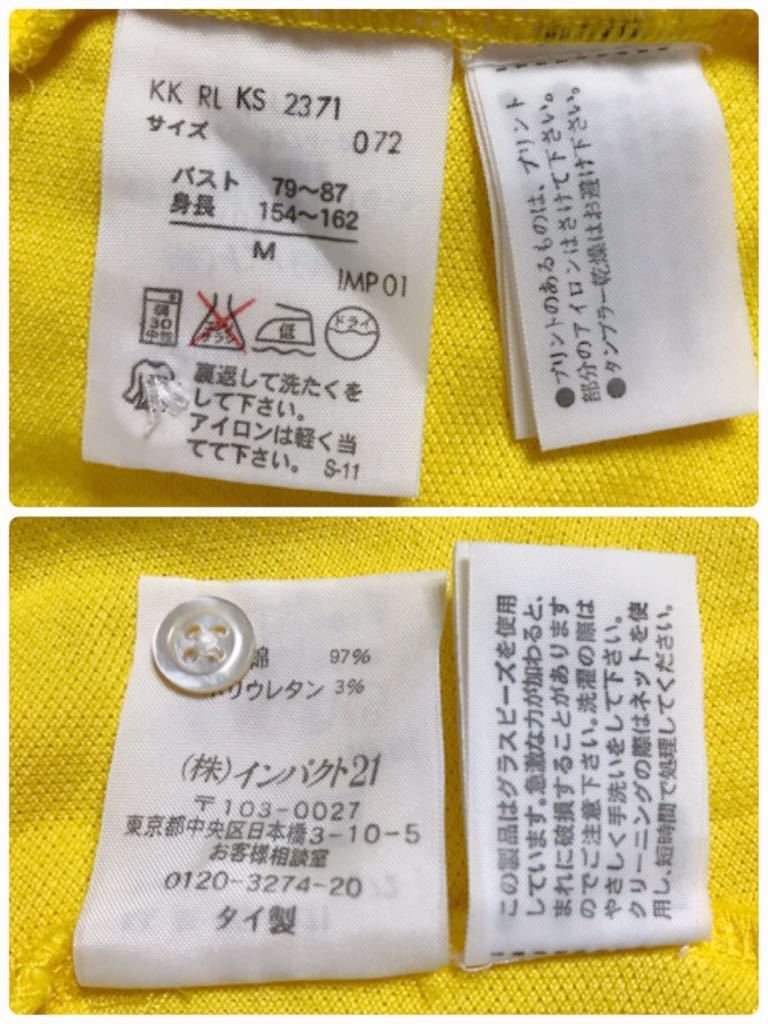 KK RL KS 2371
サイズ
072
バスト 79〜87
身長 154〜162
M
IMP 01
弱
30
中性
低
ドライ
裏返して洗たくを
して下さい。
アイロンは軽く当
てて下さい。 S-11
●プリントのあるものは、プリント
部分のアイロンはさけて下さい。
●タンブラー乾燥はお避け下さい。
綿 97%
リウレタン 3%
(株)インパクト21
〒103-0027
東京都中央区日本橋3-10-5
お客様相談室
0120-3274-20
タイ製
この製品はグラスビーズを使用
しています。急激な力が加わると、
まれに破損することがあります
のでご注意下さい。洗濯の際は
やさしく手洗いをして下さい。
クリーニングの際はネットを使
用し、短時間で処理してください。